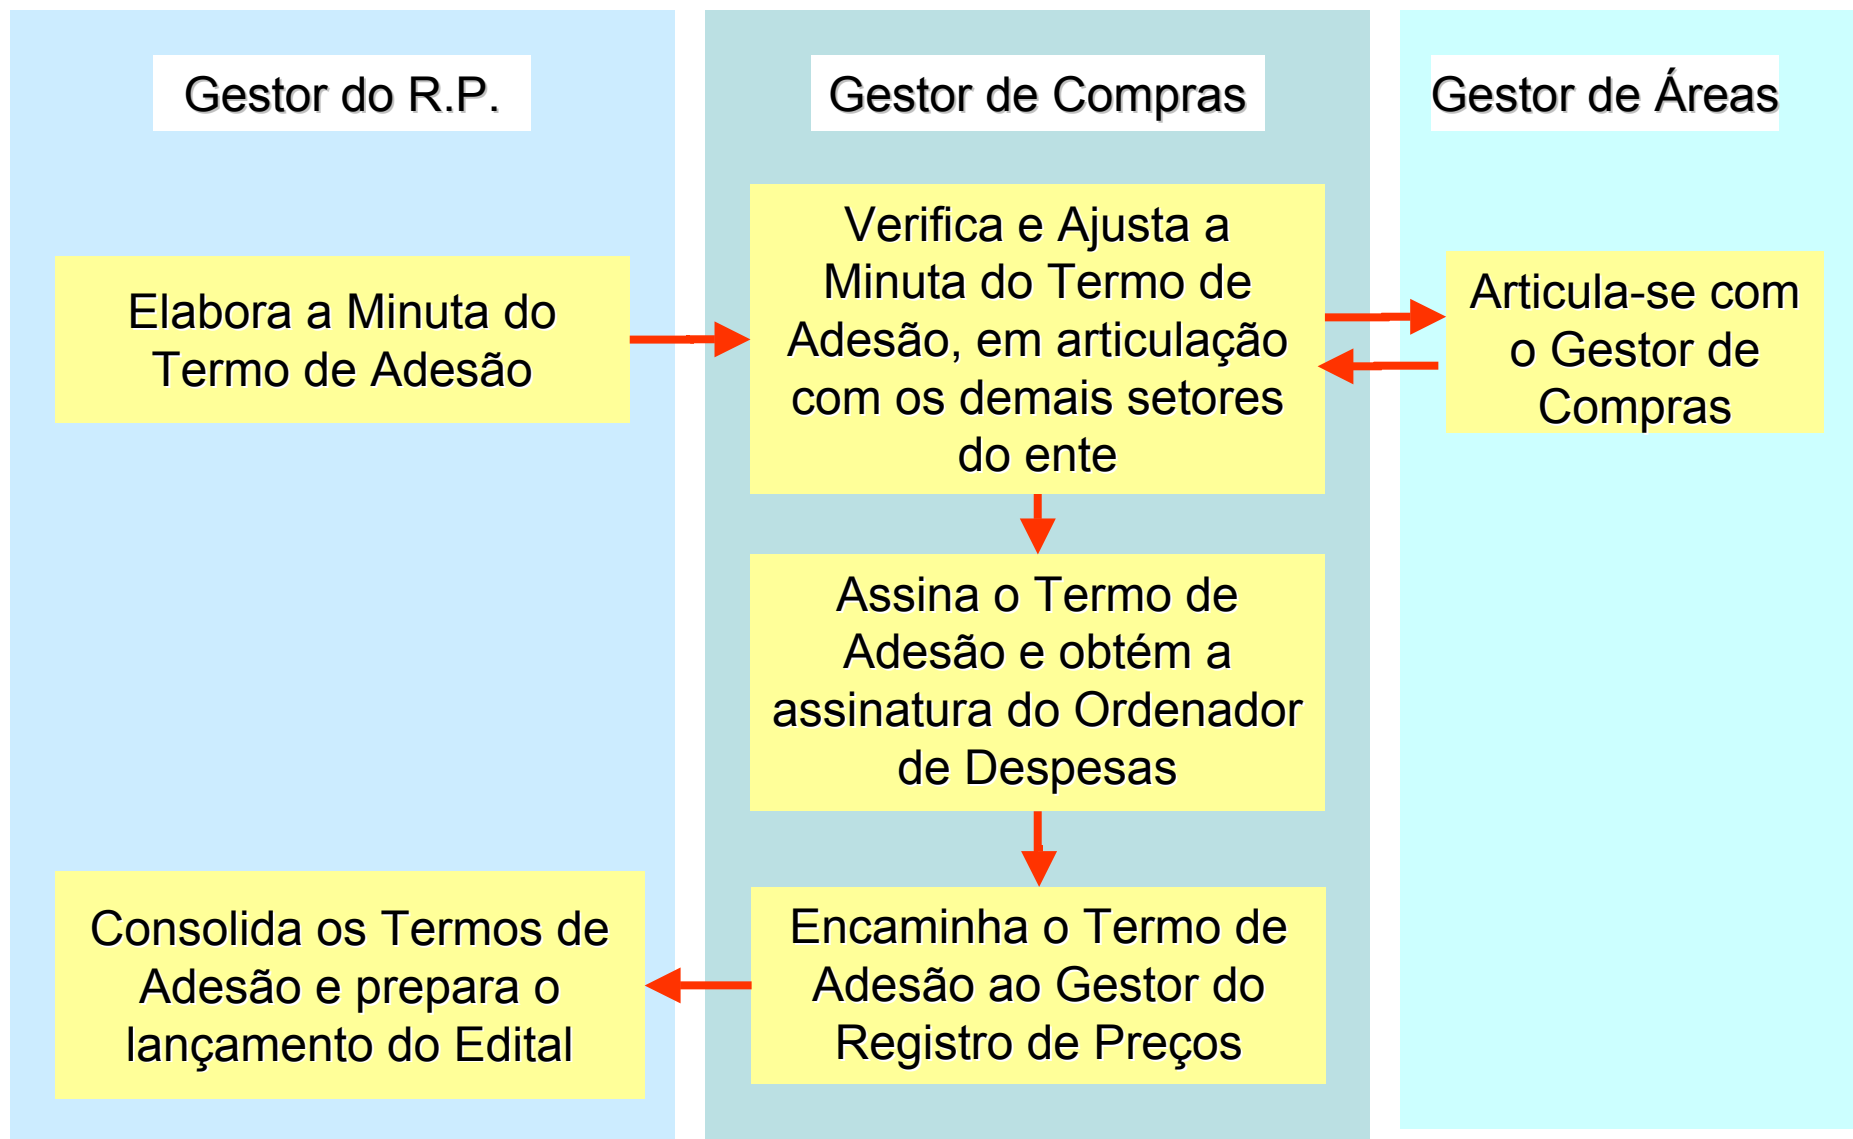 Gestor do R.P.
Gestor de Compras
Gestor de Áreas
Elabora a Minuta do
Termo de Adesão
Verifica e Ajusta a
Minuta do Termo de
Adesão, em articulação
com os demais setores
do ente
Articula-se com
o Gestor de
Compras
Assina o Termo de
Adesão e obtém a
assinatura do Ordenador
de Despesas
Encaminha o Termo de
Adesão ao Gestor do
Registro de Preços
Consolida os Termos de
Adesão e prepara o
lançamento do Edital